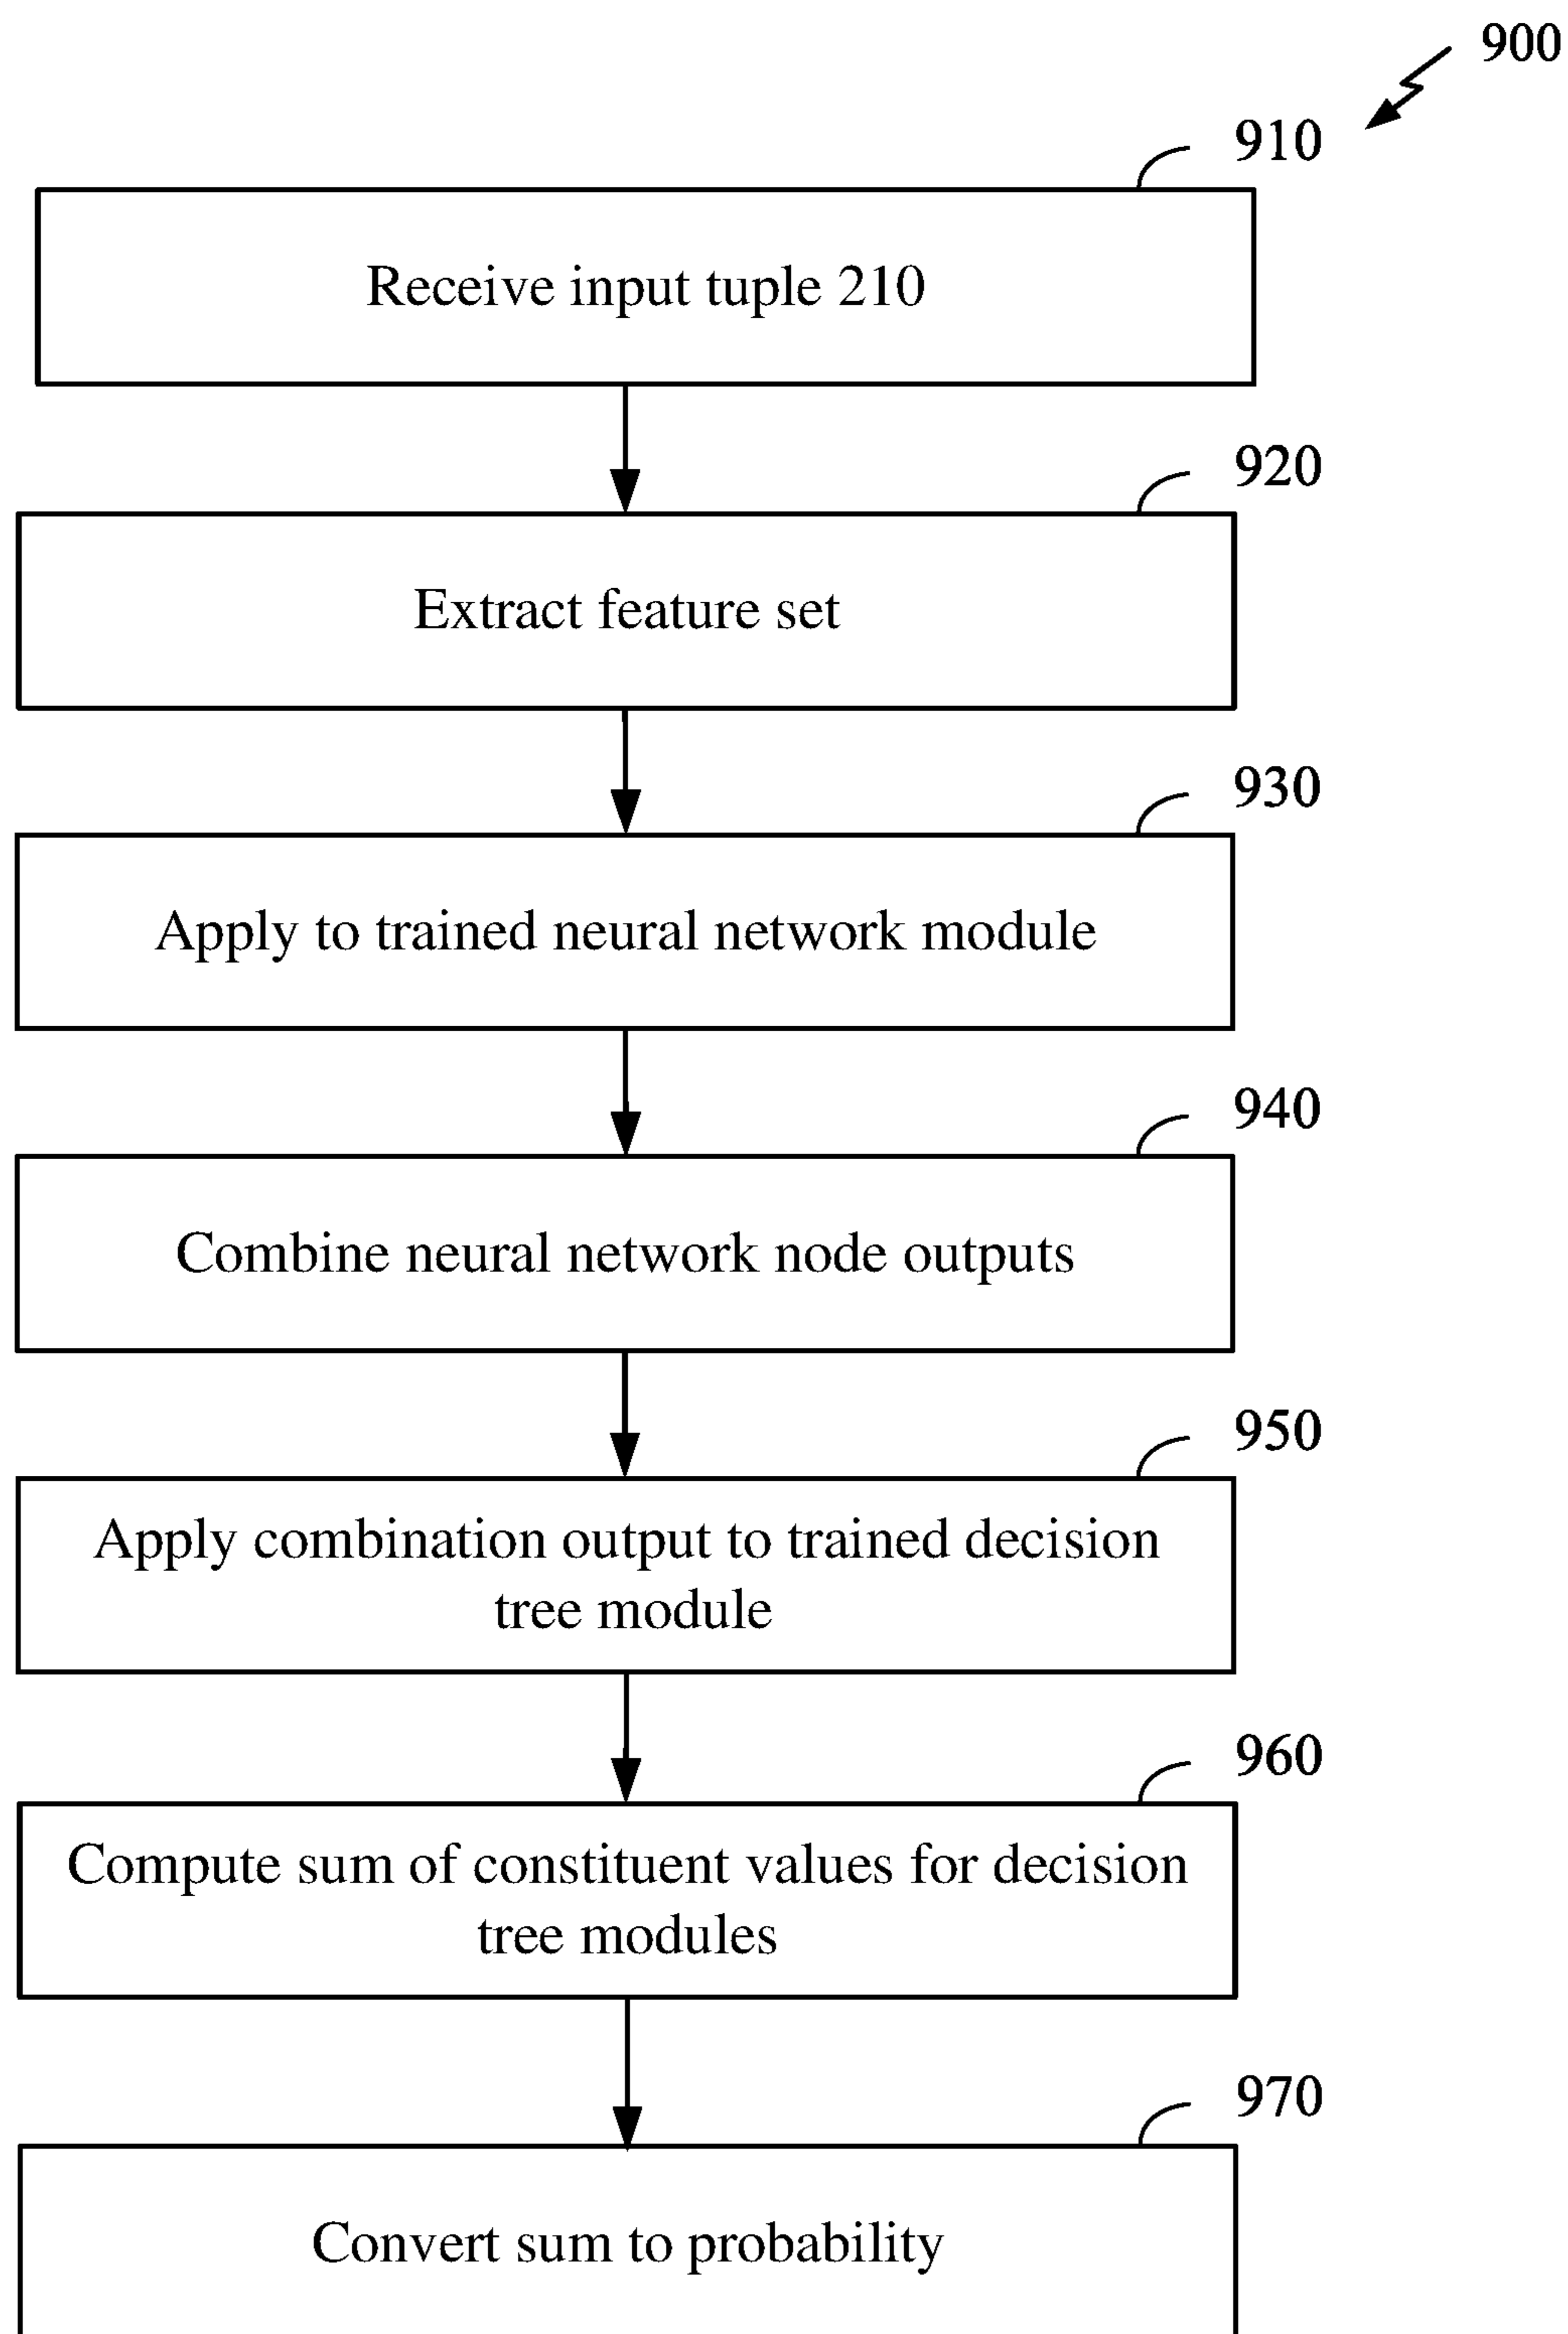 900
910
Receive input tuple 210
920
Extract feature set
930
Apply to trained neural network module
940
Combine neural network node outputs
950
Apply combination output to trained decision
tree module
960
Compute sum of constituent values for decision
tree modules
970
Convert sum to probability